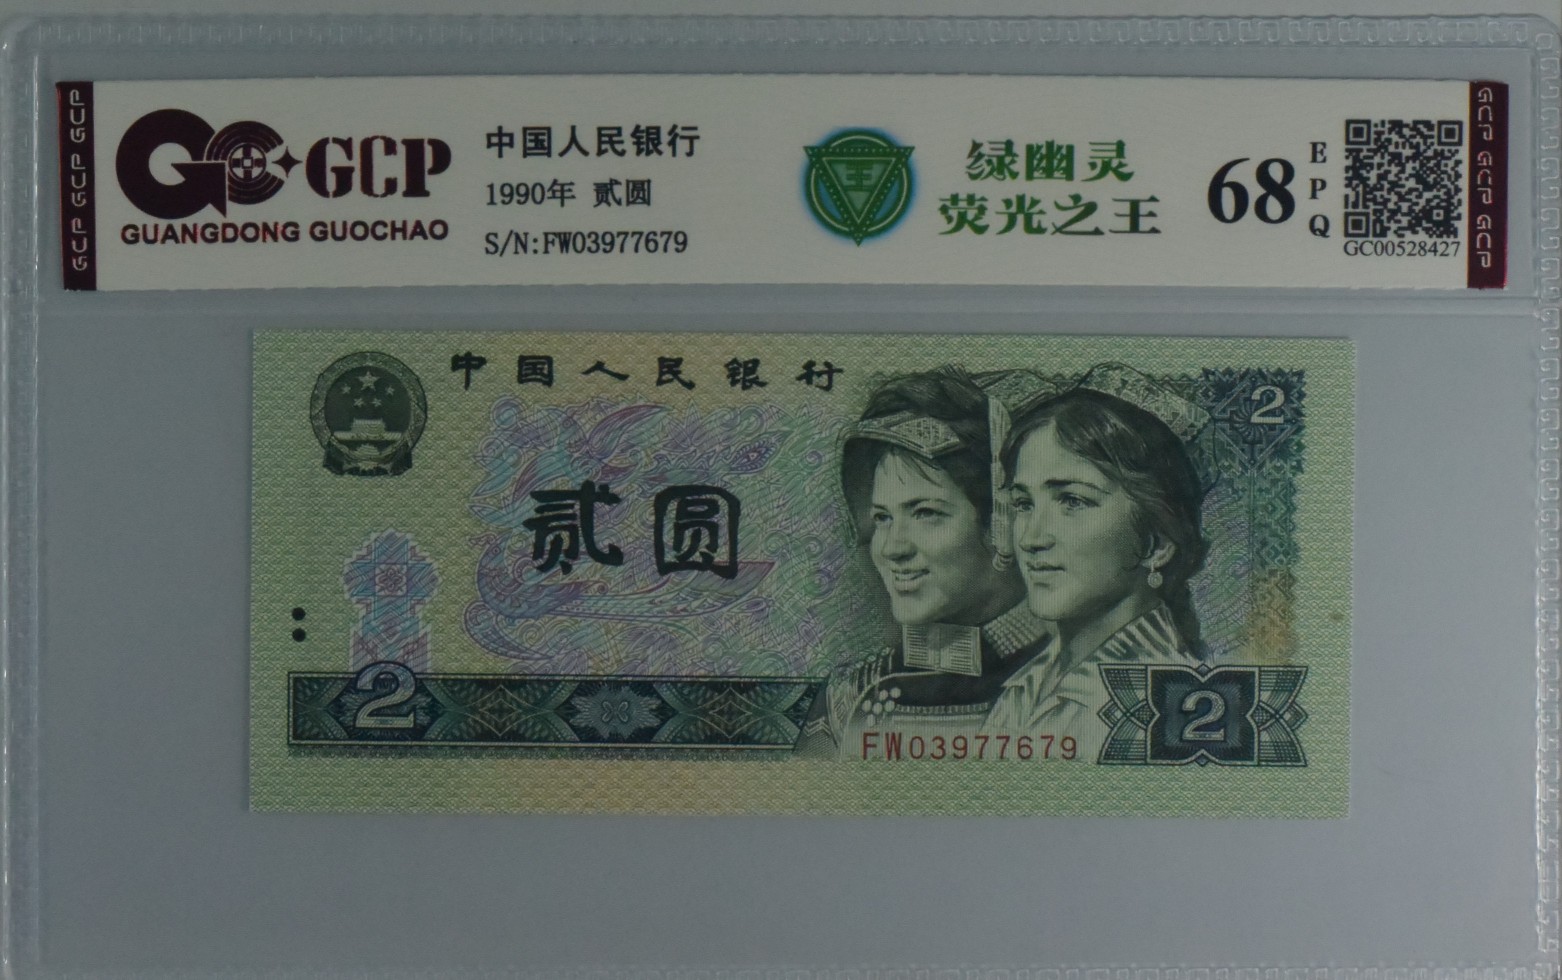 GCP
GUANGDONG GUOCHAO
中国人民银行
1990年 贰圆
S/N:FW03977679
王
绿幽灵
荧光之王
68
EPQ
GC00528427
GCP GCP GCP
GCP GCP GCP
中国人民银行
2
贰圆
2
FW03977679
2